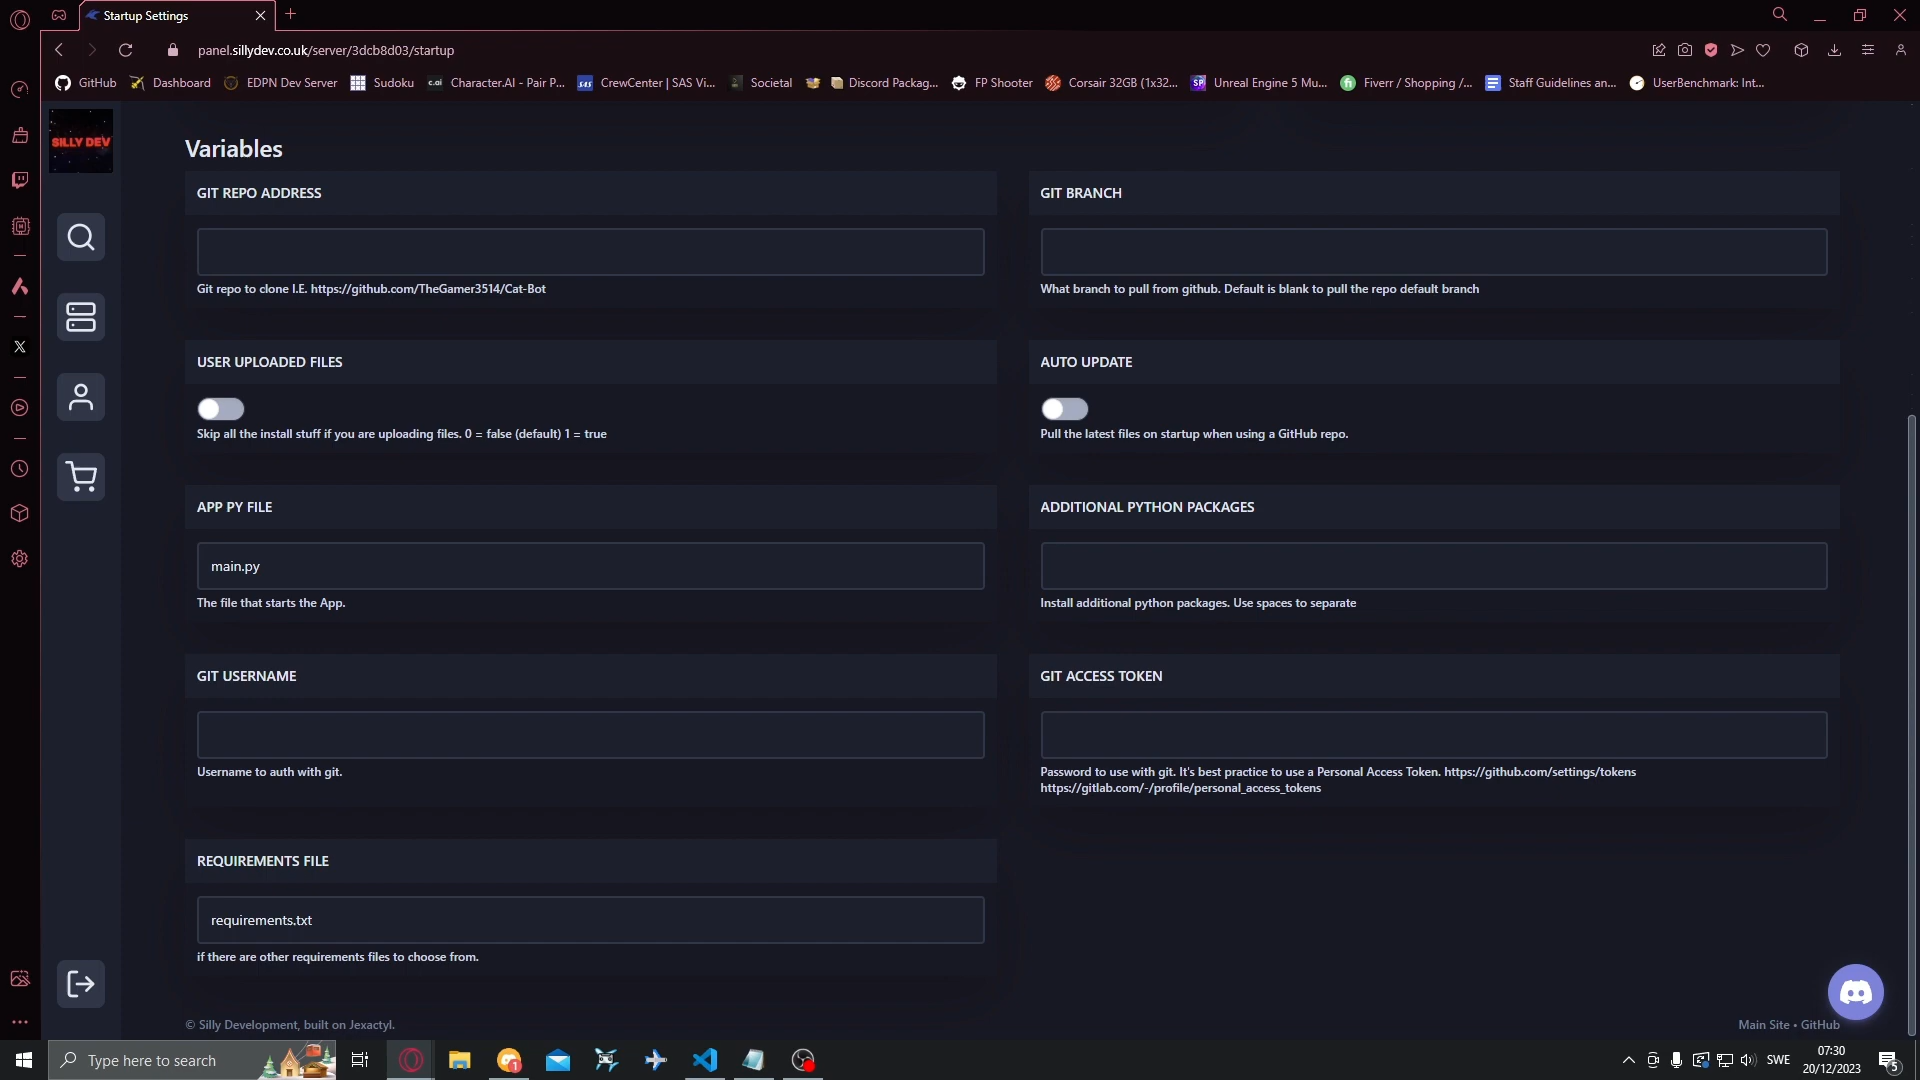 Startup Settings
panel.sillydev.co.uk/server/3dcb8d03/startup
GitHub Dashboard EDPN Dev Server Sudoku c.ai Character.AI - Pair P... SAS CrewCenter | SAS Vi... Societal Discord Packag... FP Shooter Corsair 32GB (1x32... SP Unreal Engine 5 Mu... fi Fiverr / Shopping /... Staff Guidelines an... UserBenchmark: Int...
SILLY DEV
Variables
GIT REPO ADDRESS
Git repo to clone I.E. https://github.com/TheGamer3514/Cat-Bot
GIT BRANCH
What branch to pull from github. Default is blank to pull the repo default branch
USER UPLOADED FILES
Skip all the install stuff if you are uploading files. 0 = false (default) 1 = true
AUTO UPDATE
Pull the latest files on startup when using a GitHub repo.
APP PY FILE
main.py
The file that starts the App.
ADDITIONAL PYTHON PACKAGES
Install additional python packages. Use spaces to separate
GIT USERNAME
Username to auth with git.
GIT ACCESS TOKEN
Password to use with git. It's best practice to use a Personal Access Token. https://github.com/settings/tokens
https://gitlab.com/-/profile/personal_access_tokens
REQUIREMENTS FILE
requirements.txt
if there are other requirements files to choose from.
© Silly Development, built on Jexactyl.
Main Site • GitHub
Type here to search
1
SWE
07:30
20/12/2023
5